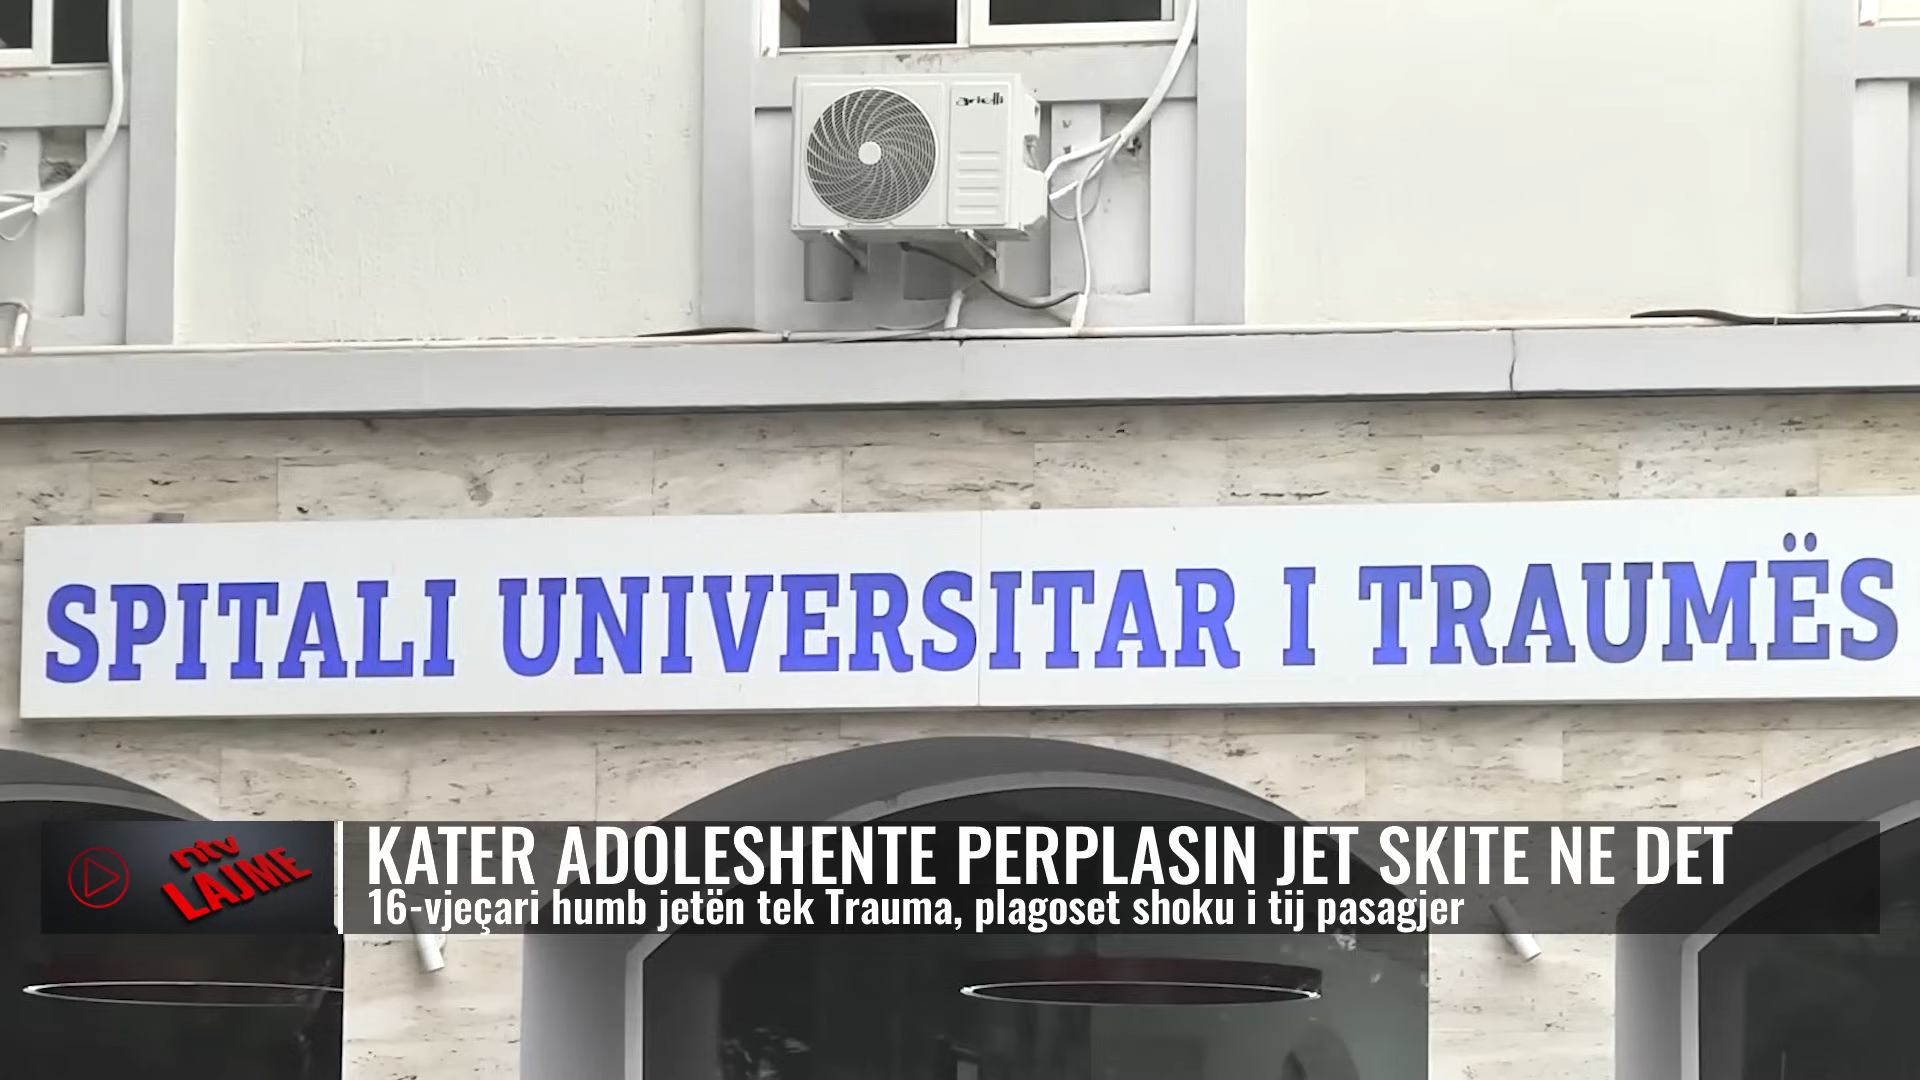 arielli
SPITALI UNIVERSITAR I TRAUMËS
ntv
LAJME
KATER ADOLESHENTE PERPLASIN JET SKITE NE DET
16-vjeçari humb jetën tek Trauma, plagoset shoku i tij pasagjer